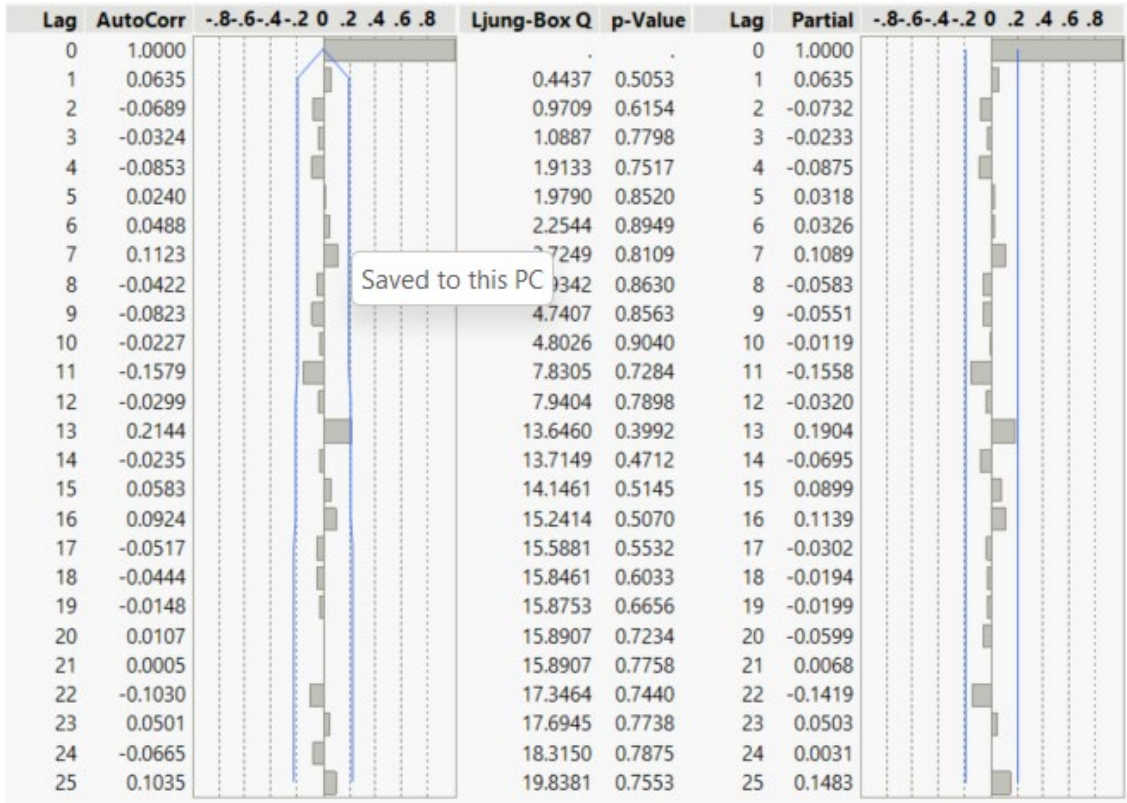 Lag AutoCorr -.8-.6-.4-.2 0 .2 .4 .6 .8 Ljung-Box Q p-Value Lag Partial -.8-.6-.4-.2 0 .2 .4 .6 .8
0 1.0000 . . 0 1.0000
1 0.0635 0.4437 0.5053 1 0.0635
2 -0.0689 0.9709 0.6154 2 -0.0732
3 -0.0324 1.0887 0.7798 3 -0.0233
4 -0.0853 1.9133 0.7517 4 -0.0875
5 0.0240 1.9790 0.8520 5 0.0318
6 0.0488 2.2544 0.8949 6 0.0326
7 0.1123 0.8109 7 0.1089
Saved to this PC
8 -0.0422 0.8630 8 -0.0583
9 -0.0823 4.7407 0.8563 9 -0.0551
10 -0.0227 4.8026 0.9040 10 -0.0119
11 -0.1579 7.8305 0.7284 11 -0.1558
12 -0.0299 7.9404 0.7898 12 -0.0320
13 0.2144 13.6460 0.3992 13 0.1904
14 -0.0235 13.7149 0.4712 14 -0.0695
15 0.0583 14.1461 0.5145 15 0.0899
16 0.0924 15.2414 0.5070 16 0.1139
17 -0.0517 15.5881 0.5532 17 -0.0302
18 -0.0444 15.8461 0.6033 18 -0.0194
19 -0.0148 15.8753 0.6656 19 -0.0199
20 0.0107 15.8907 0.7234 20 -0.0599
21 0.0005 15.8907 0.7758 21 0.0068
22 -0.1030 17.3464 0.7440 22 -0.1419
23 0.0501 17.6945 0.7738 23 0.0503
24 -0.0665 18.3150 0.7875 24 0.0031
25 0.1035 19.8381 0.7553 25 0.1483